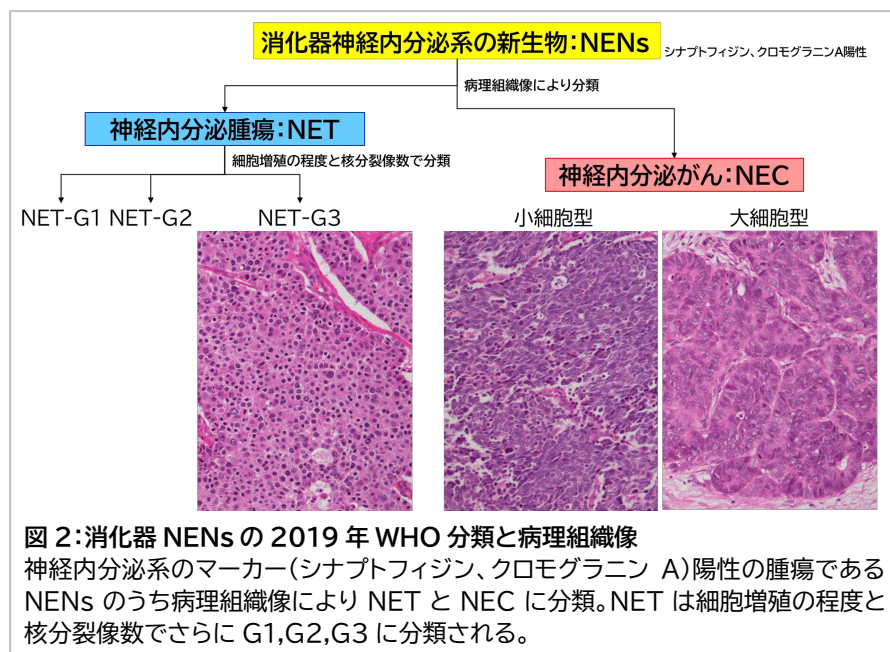 消化器神経内分泌系の新生物:NENs
シナプトフィジン、クロモグラニンA陽性
病理組織像により分類
神経内分泌腫瘍:NET
細胞増殖の程度と核分裂像数で分類
神経内分泌がん:NEC
NET-G1 NET-G2 NET-G3 小細胞型 大細胞型
図 2:消化器 NENs の 2019 年 WHO 分類と病理組織像
神経内分泌系のマーカー(シナプトフィジン、クロモグラニン A)陽性の腫瘍である
NENs のうち病理組織像により NET と NEC に分類。NET は細胞増殖の程度と
核分裂像数でさらに G1,G2,G3 に分類される。